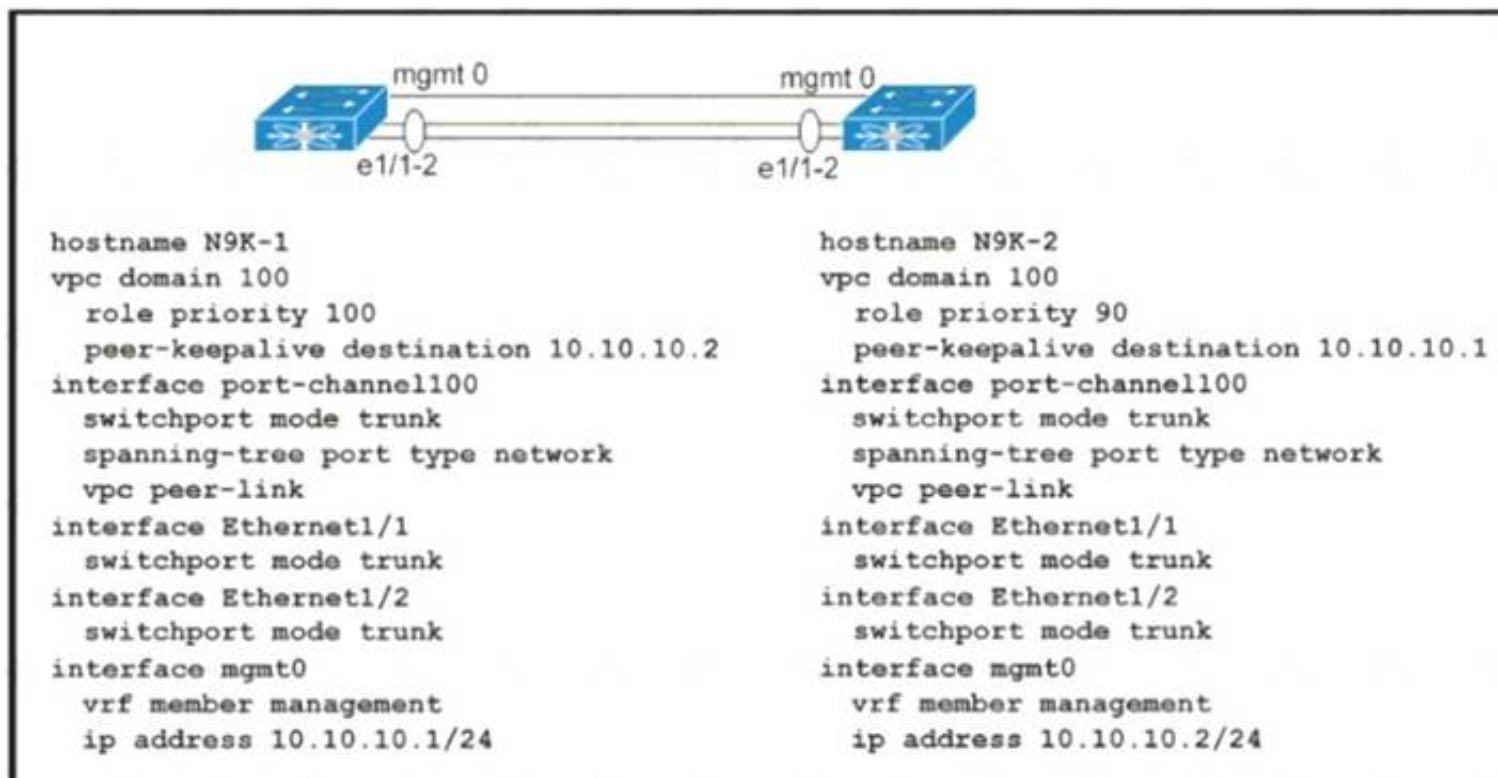 mgmt 0
mgmt 0
e1/1-2
e1/1-2
hostname N9K-1
vpc domain 100
role priority 100
peer-keepalive destination 10.10.10.2
interface port-channel100
switchport mode trunk
spanning-tree port type network
vpc peer-link
interface Ethernet1/1
switchport mode trunk
interface Ethernet1/2
switchport mode trunk
interface mgmt0
vrf member management
ip address 10.10.10.1/24
hostname N9K-2
vpc domain 100
role priority 90
peer-keepalive destination 10.10.10.1
interface port-channel100
switchport mode trunk
spanning-tree port type network
vpc peer-link
interface Ethernet1/1
switchport mode trunk
interface Ethernet1/2
switchport mode trunk
interface mgmt0
vrf member management
ip address 10.10.10.2/24